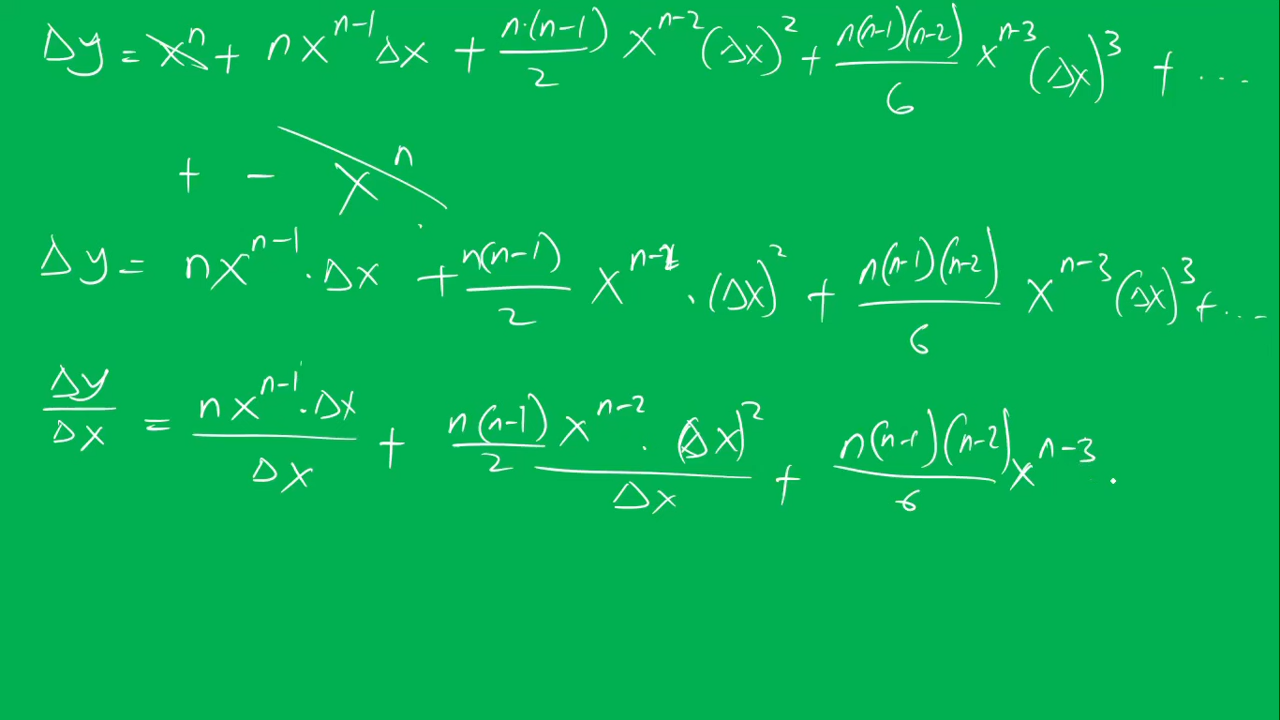 Δy = xⁿ + nxⁿ⁻¹Δx + n·(n-1)/2 xⁿ⁻²(Δx)² + n(n-1)(n-2)/6 xⁿ⁻³(Δx)³ + ...
+ - xⁿ
Δy = nxⁿ⁻¹·Δx + n(n-1)/2 xⁿ⁻²·(Δx)² + n(n-1)(n-2)/6 xⁿ⁻³(Δx)³ + ...
Δy/Δx = nxⁿ⁻¹·Δx/Δx + n(n-1)/2 xⁿ⁻²·(Δx)²/Δx + n(n-1)(n-2)/6 xⁿ⁻³·